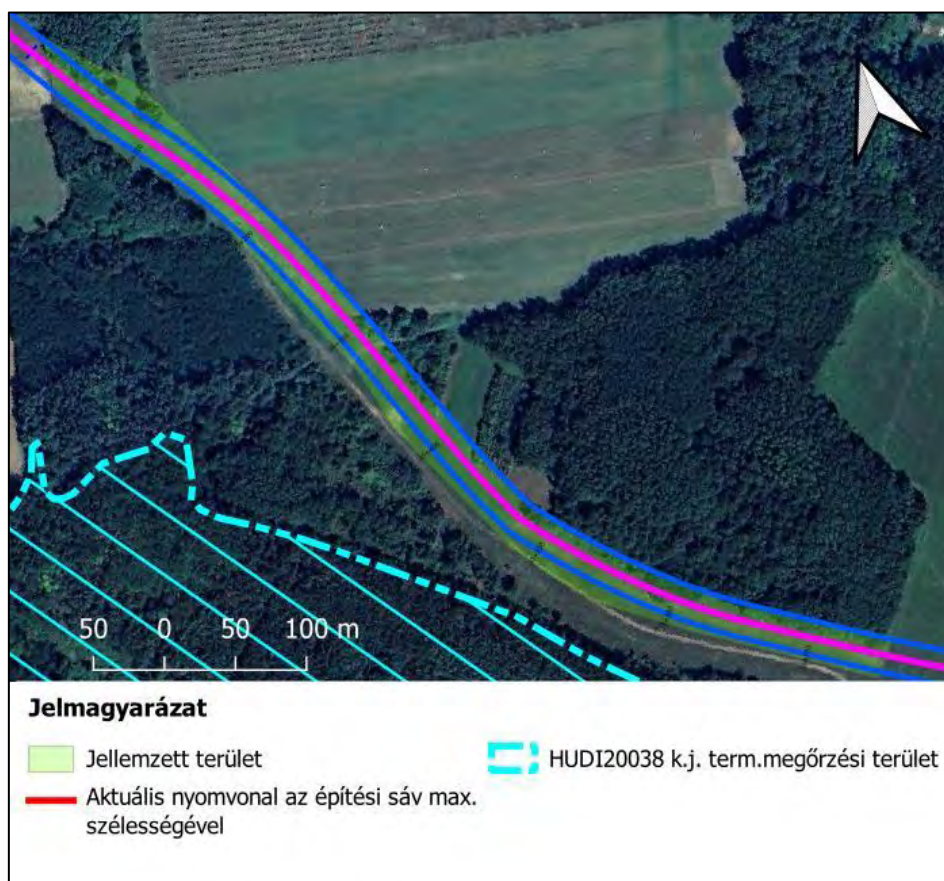 50 0 50 100 m
Jelmagyarázat
Jellemzett terület
Aktuális nyomvonal az építési sáv max.
szélességével
HUDI20038 k.j. term.megőrzési terület